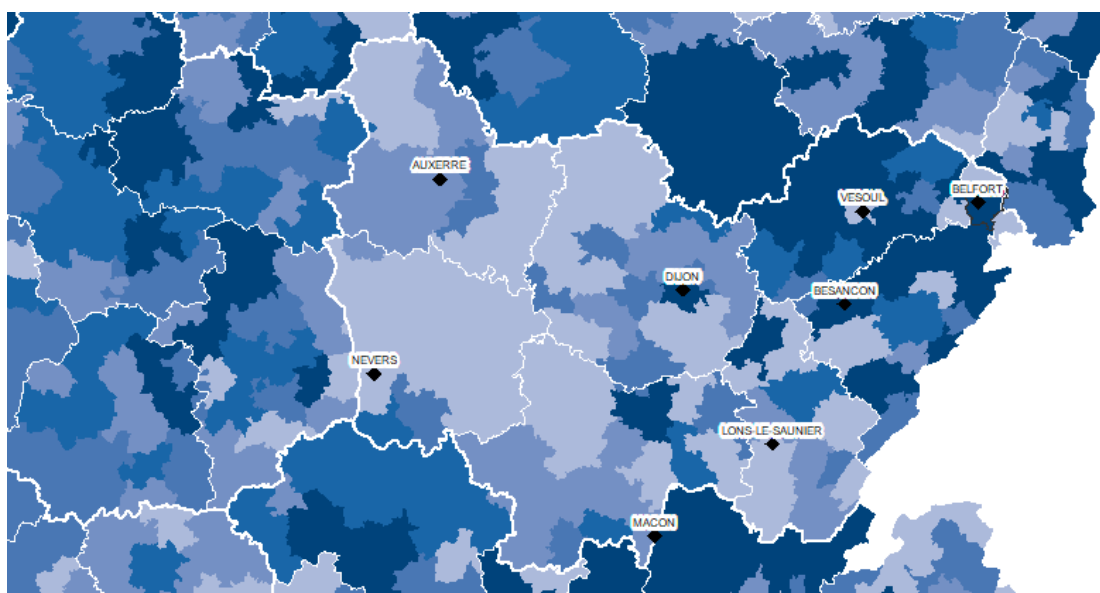 AUXERRE
BELFORT
VESOUL
DIJON
BESANCON
NEVERS
LONS-LE-SAUNIER
MACON